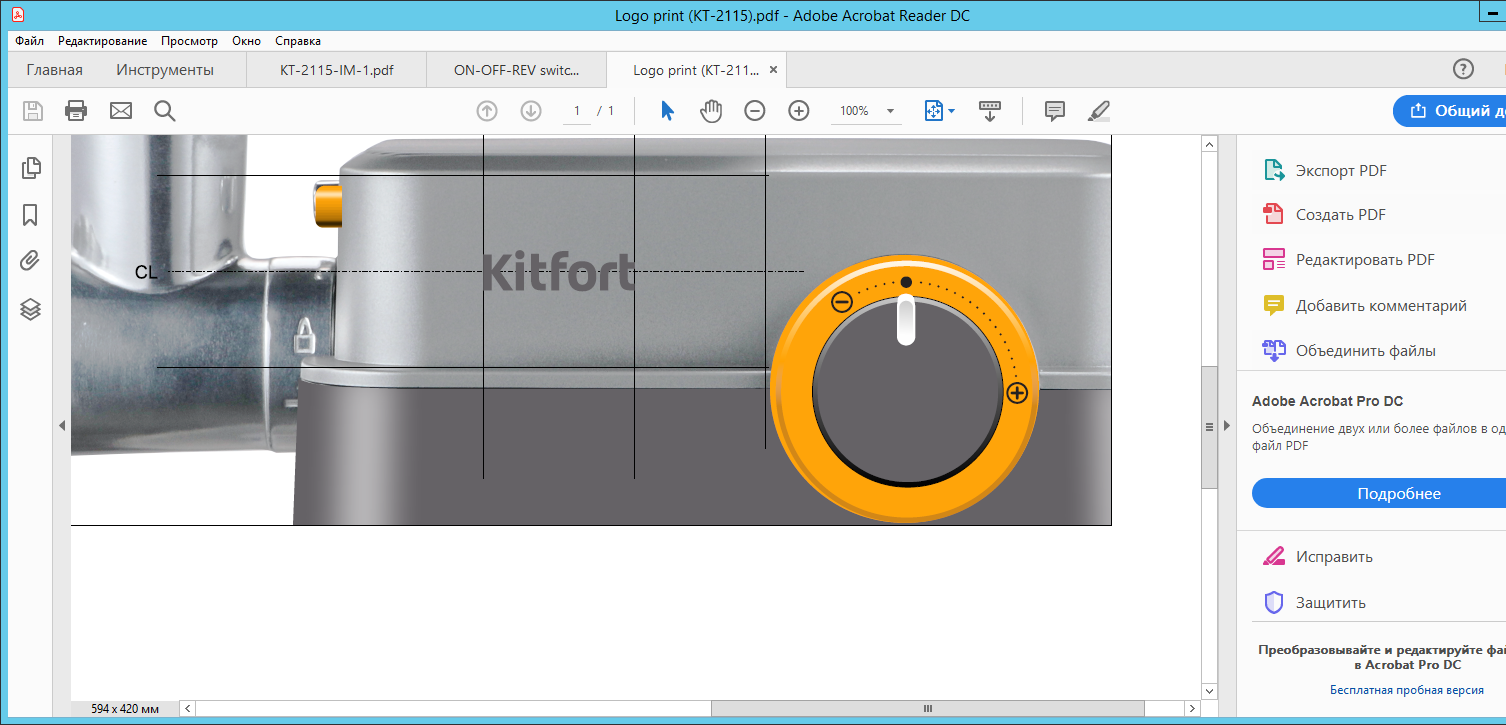 Logo print (КТ-2115).pdf - Adobe Acrobat Reader DC
Файл Редактирование Просмотр Окно Справка
Главная Инструменты KT-2115-IM-1.pdf ON-OFF-REV switc... Logo print (КТ-211... ×
1 / 1 100% Общий до
Экспорт PDF
Создать PDF
Редактировать PDF
CL
Kitfort
Добавить комментарий
Объединить файлы
Adobe Acrobat Pro DC
Объединение двух или более файлов в од
файл PDF
Подробнее
Исправить
Защитить
Преобразовывайте и редактируйте фай
в Acrobat Pro DC
Бесплатная пробная версия
594 x 420 мм